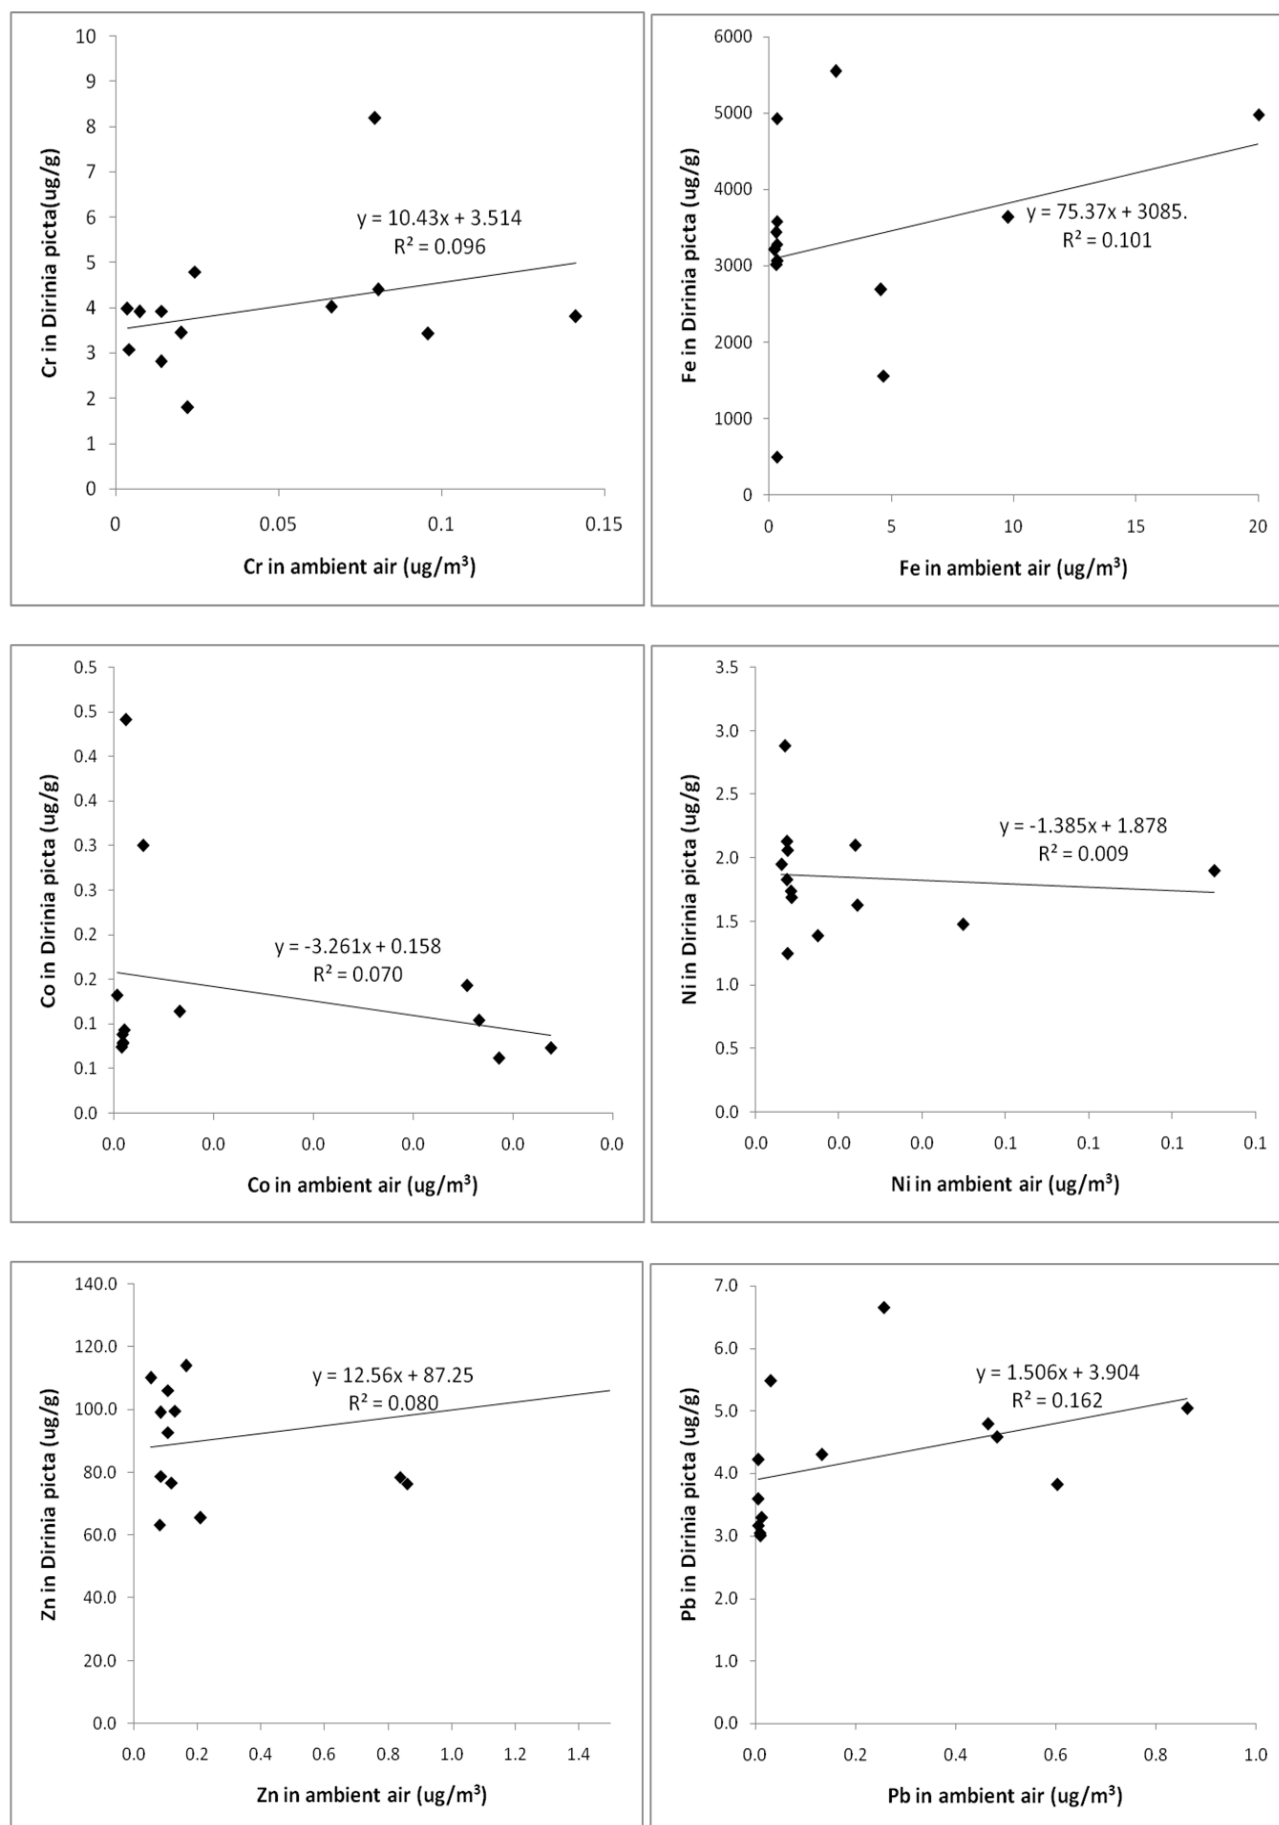 10
9
8
7
6
5
4
3
2
1
0
Cr in Dirinia picta(ug/g)
y = 10.43x + 3.514
R² = 0.096
0 0.05 0.1 0.15
Cr in ambient air (ug/m³)
6000
5000
4000
3000
2000
1000
0
Fe in Dirinia picta (ug/g)
y = 75.37x + 3085.
R² = 0.101
0 5 10 15 20
Fe in ambient air (ug/m³)
0.5
0.5
0.4
0.4
0.3
0.3
0.2
0.2
0.1
0.1
0.0
Co in Dirinia picta (ug/g)
y = -3.261x + 0.158
R² = 0.070
0.0 0.0 0.0 0.0 0.0 0.0
Co in ambient air (ug/m³)
3.5
3.0
2.5
2.0
1.5
1.0
0.5
0.0
Ni in Dirinia picta (ug/g)
y = -1.385x + 1.878
R² = 0.009
0.0 0.0 0.0 0.1 0.1 0.1 0.1
Ni in ambient air (ug/m³)
140.0
120.0
100.0
80.0
60.0
40.0
20.0
0.0
Zn in Dirinia picta (ug/g)
y = 12.56x + 87.25
R² = 0.080
0.0 0.2 0.4 0.6 0.8 1.0 1.2 1.4
Zn in ambient air (ug/m³)
7.0
6.0
5.0
4.0
3.0
2.0
1.0
0.0
Pb in Dirinia picta (ug/g)
y = 1.506x + 3.904
R² = 0.162
0.0 0.2 0.4 0.6 0.8 1.0
Pb in ambient air (ug/m³)